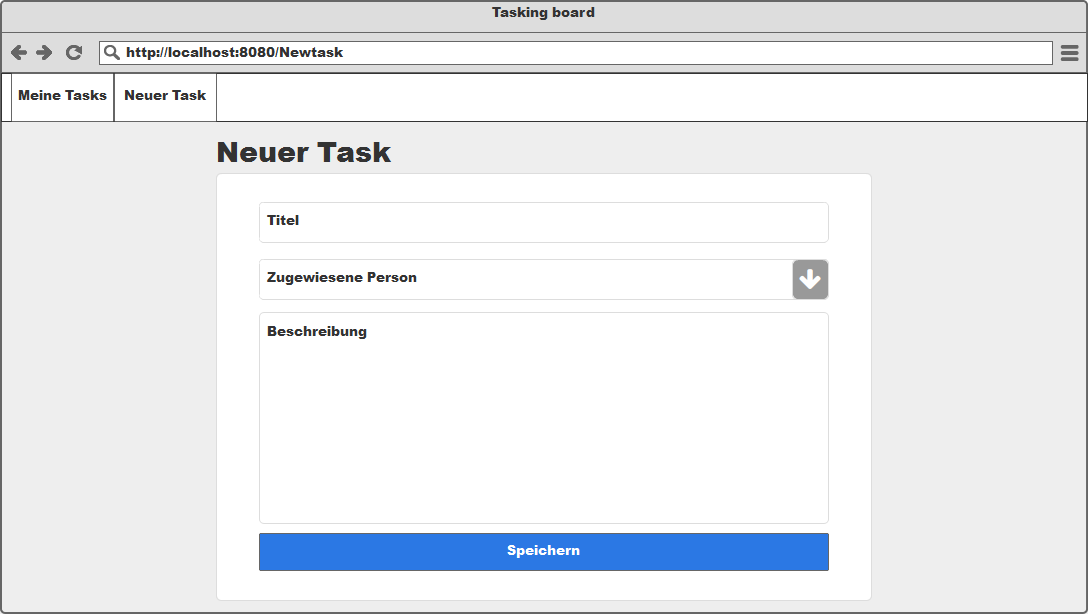 Tasking board
http://localhost:8080/Newtask
Meine Tasks
Neuer Task
Neuer Task
Titel
Zugewiesene Person
Beschreibung
Speichern